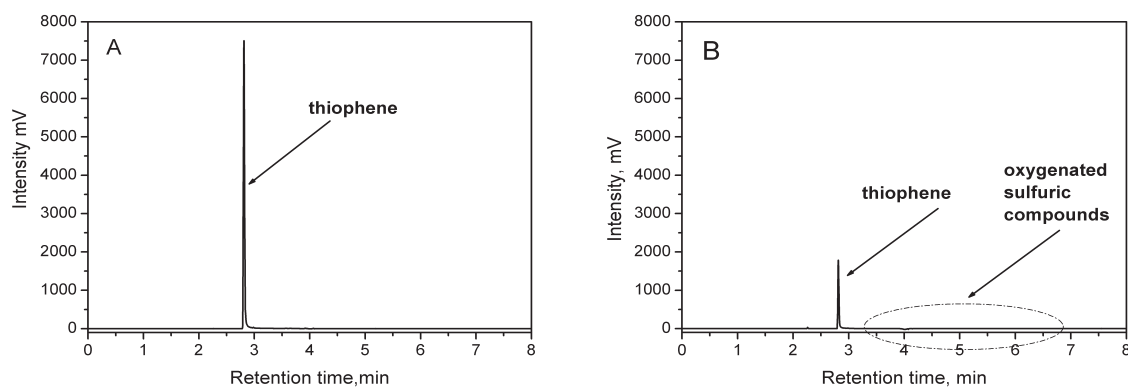 A
thiophene
8000
7000
6000
5000
4000
3000
2000
1000
0
Intensity mV
0 1 2 3 4 5 6 7 8
Retention time,min
B
thiophene
oxygenated
sulfuric
compounds
8000
7000
6000
5000
4000
3000
2000
1000
0
Intensity, mV
0 1 2 3 4 5 6 7 8
Retention time, min